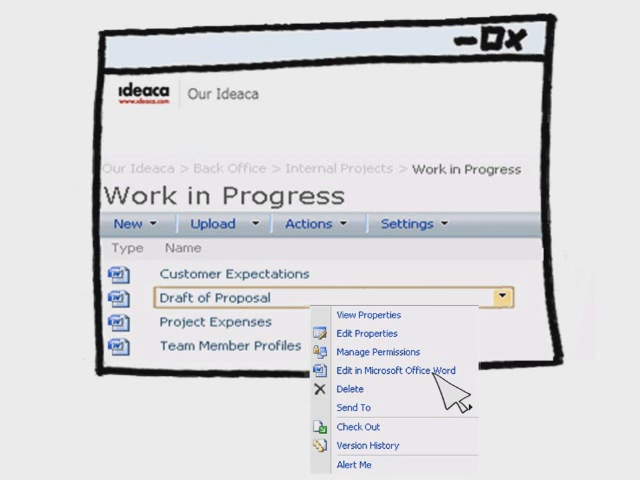 ideaca
www.ideaca.com
Our Ideaca
Our Ideaca > Back Office > Internal Projects > Work in Progress
Work in Progress
New Upload Actions Settings
Type Name
Customer Expectations
Draft of Proposal
Project Expenses
Team Member Profiles
View Properties
Edit Properties
Manage Permissions
Edit in Microsoft Office Word
Delete
Send To
Check Out
Version History
Alert Me